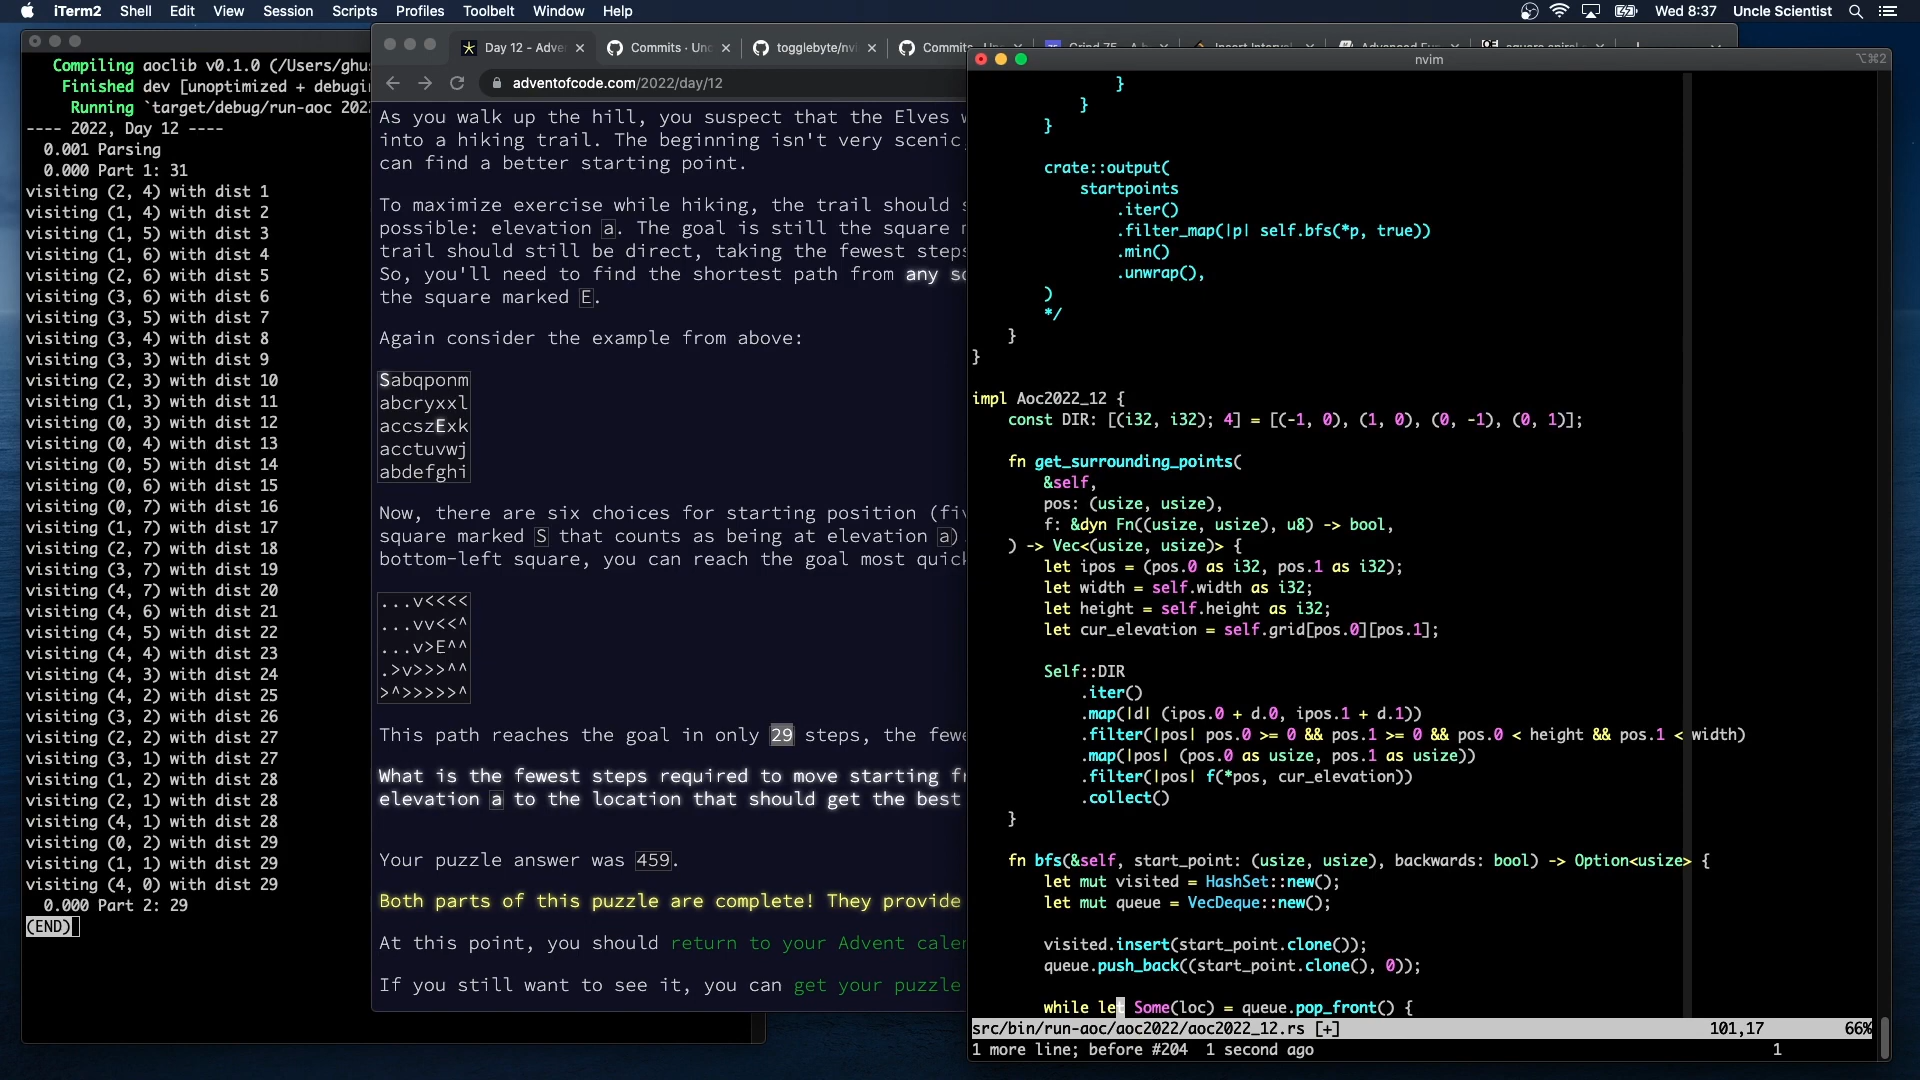 iTerm2 Shell Edit View Session Scripts Profiles Toolbelt Window Help Wed 8:37 Uncle Scientist
Compiling aoclib v0.1.0 (/Users/ghus
Finished dev [unoptimized + debugin
Running `target/debug/run-aoc 202
---- 2022, Day 12 ----
0.001 Parsing
0.000 Part 1: 31
visiting (2, 4) with dist 1
visiting (1, 4) with dist 2
visiting (1, 5) with dist 3
visiting (1, 6) with dist 4
visiting (2, 6) with dist 5
visiting (3, 6) with dist 6
visiting (3, 5) with dist 7
visiting (3, 4) with dist 8
visiting (3, 3) with dist 9
visiting (2, 3) with dist 10
visiting (1, 3) with dist 11
visiting (0, 3) with dist 12
visiting (0, 4) with dist 13
visiting (0, 5) with dist 14
visiting (0, 6) with dist 15
visiting (0, 7) with dist 16
visiting (1, 7) with dist 17
visiting (2, 7) with dist 18
visiting (3, 7) with dist 19
visiting (4, 7) with dist 20
visiting (4, 6) with dist 21
visiting (4, 5) with dist 22
visiting (4, 4) with dist 23
visiting (4, 3) with dist 24
visiting (4, 2) with dist 25
visiting (3, 2) with dist 26
visiting (2, 2) with dist 27
visiting (3, 1) with dist 27
visiting (1, 2) with dist 28
visiting (2, 1) with dist 28
visiting (4, 1) with dist 28
visiting (0, 2) with dist 29
visiting (1, 1) with dist 29
visiting (4, 0) with dist 29
0.000 Part 2: 29
(END)
Day 12 - Adve Commits · Unc togglebyte/nvi Commits
adventofcode.com/2022/day/12
As you walk up the hill, you suspect that the Elves w
into a hiking trail. The beginning isn't very scenic,
can find a better starting point.
To maximize exercise while hiking, the trail should s
possible: elevation a. The goal is still the square m
trail should still be direct, taking the fewest steps
So, you'll need to find the shortest path from any sq
the square marked E.
Again consider the example from above:
Sabqponm
abcryxxl
accszExk
acctuvwj
abdefghi
Now, there are six choices for starting position (fiv
square marked S that counts as being at elevation a)
bottom-left square, you can reach the goal most quick
...v<<<<
...vv<<^
...v>E^^
.>v>>>^^
>^>>>>>^
This path reaches the goal in only 29 steps, the fewe
What is the fewest steps required to move starting fr
elevation a to the location that should get the best
Your puzzle answer was 459.
Both parts of this puzzle are complete! They provide
At this point, you should return to your Advent calen
If you still want to see it, you can get your puzzle
nvim ⌥⌘2
}
}
}
crate::output(
startpoints
.iter()
.filter_map(|p| self.bfs(*p, true))
.min()
.unwrap(),
)
*/
}
}
impl Aoc2022_12 {
const DIR: [(i32, i32); 4] = [(-1, 0), (1, 0), (0, -1), (0, 1)];
fn get_surrounding_points(
&self,
pos: (usize, usize),
f: &dyn Fn((usize, usize), u8) -> bool,
) -> Vec<(usize, usize)> {
let ipos = (pos.0 as i32, pos.1 as i32);
let width = self.width as i32;
let height = self.height as i32;
let cur_elevation = self.grid[pos.0][pos.1];
Self::DIR
.iter()
.map(|d| (ipos.0 + d.0, ipos.1 + d.1))
.filter(|pos| pos.0 >= 0 && pos.1 >= 0 && pos.0 < height && pos.1 < width)
.map(|pos| (pos.0 as usize, pos.1 as usize))
.filter(|pos| f(*pos, cur_elevation))
.collect()
}
fn bfs(&self, start_point: (usize, usize), backwards: bool) -> Option<usize> {
let mut visited = HashSet::new();
let mut queue = VecDeque::new();
visited.insert(start_point.clone());
queue.push_back((start_point.clone(), 0));
while let Some(loc) = queue.pop_front() {
src/bin/run-aoc/aoc2022/aoc2022_12.rs [+] 101,17 66%
1 more line; before #204 1 second ago 1